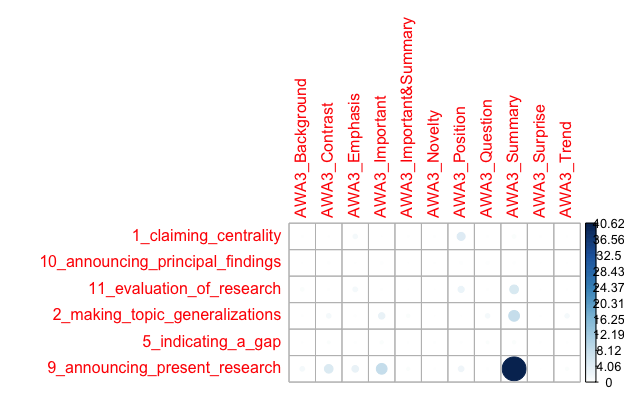 AWA3_Background
AWA3_Contrast
AWA3_Emphasis
AWA3_Important
AWA3_Important&Summary
AWA3_Novelty
AWA3_Position
AWA3_Question
AWA3_Summary
AWA3_Surprise
AWA3_Trend
1_claiming_centrality
10_announcing_principal_findings
11_evaluation_of_research
2_making_topic_generalizations
5_indicating_a_gap
9_announcing_present_research
40.62
36.56
32.5
28.43
24.37
20.31
16.25
12.19
8.12
4.06
0